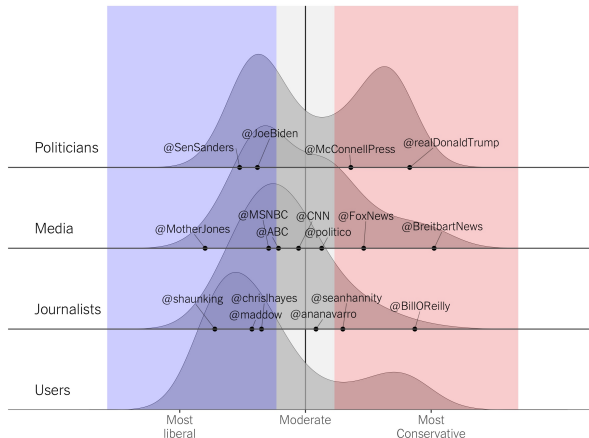 @JoeBiden
Politicians
@SenSanders
@McConnellPress
@realDonaldTrump
@MSNBC
@CNN
@FoxNews
Media
@MotherJones
@ABC
@politico
@BreitbartNews
@shaunking
@chrislhayes
@seanhannity
Journalists
@maddow
@ananavarro
@BillOReilly
Users
Most
liberal
Moderate
Most
Conservative